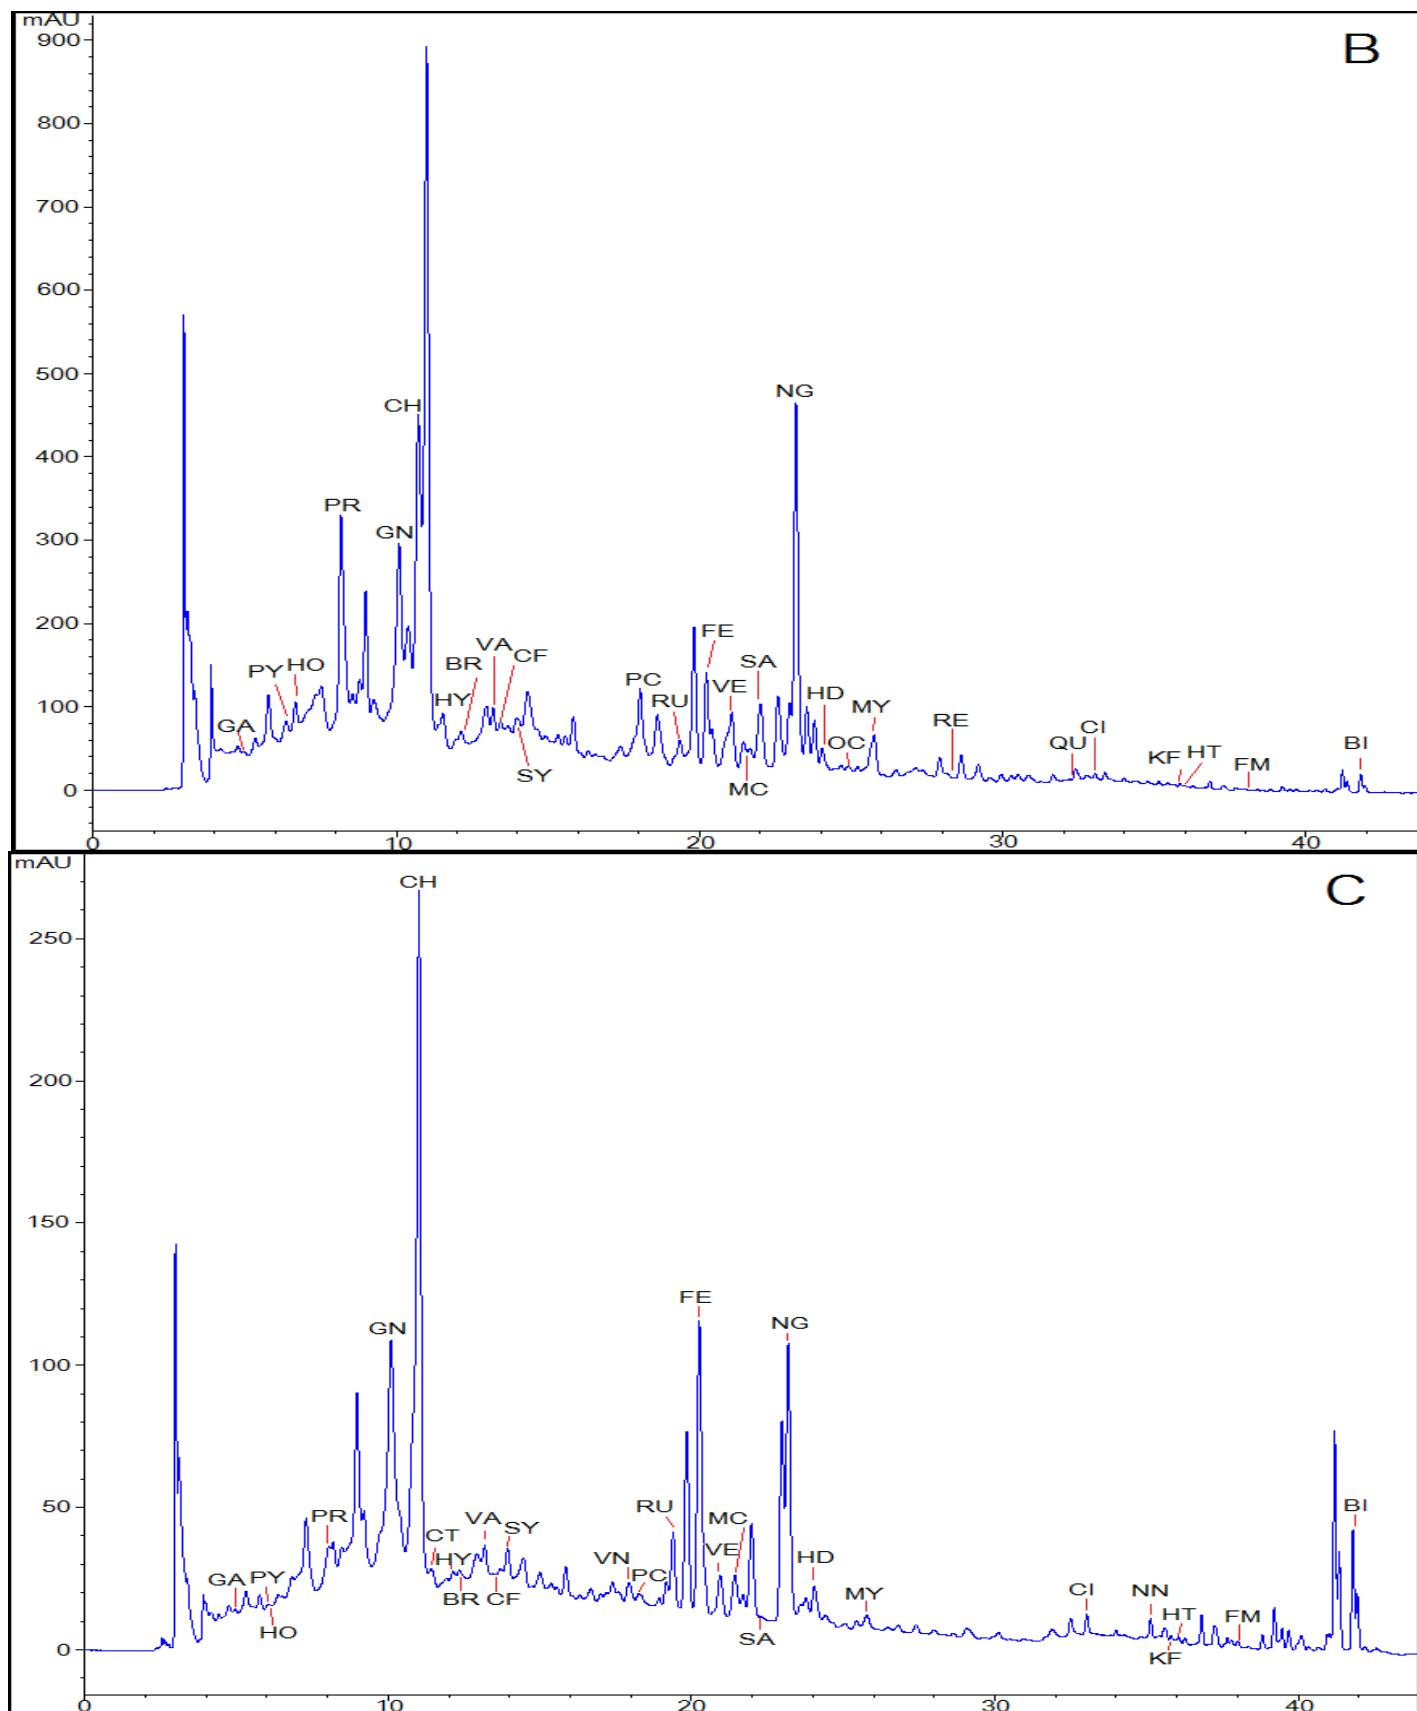 mAU
B
900
800
700
600
500
NG
CH
400
PR
GN
300
200
FE
VA
BR
CF
SA
HO
PY
PC
VE
HD
RU
MY
HY
RE
100
GA
OC
QU
CI
BI
SY
MC
KF
HT
FM
0
0
10
20
30
40
mAU
C
CH
250
200
150
FE
NG
GN
100
RU
MC
50
PR
VA
SY
BI
CT
VE
HY
VN
HD
GA
PY
PC
MY
CI
NN
BR
CF
HT
FM
HO
SA
KF
0
0
10
20
30
40